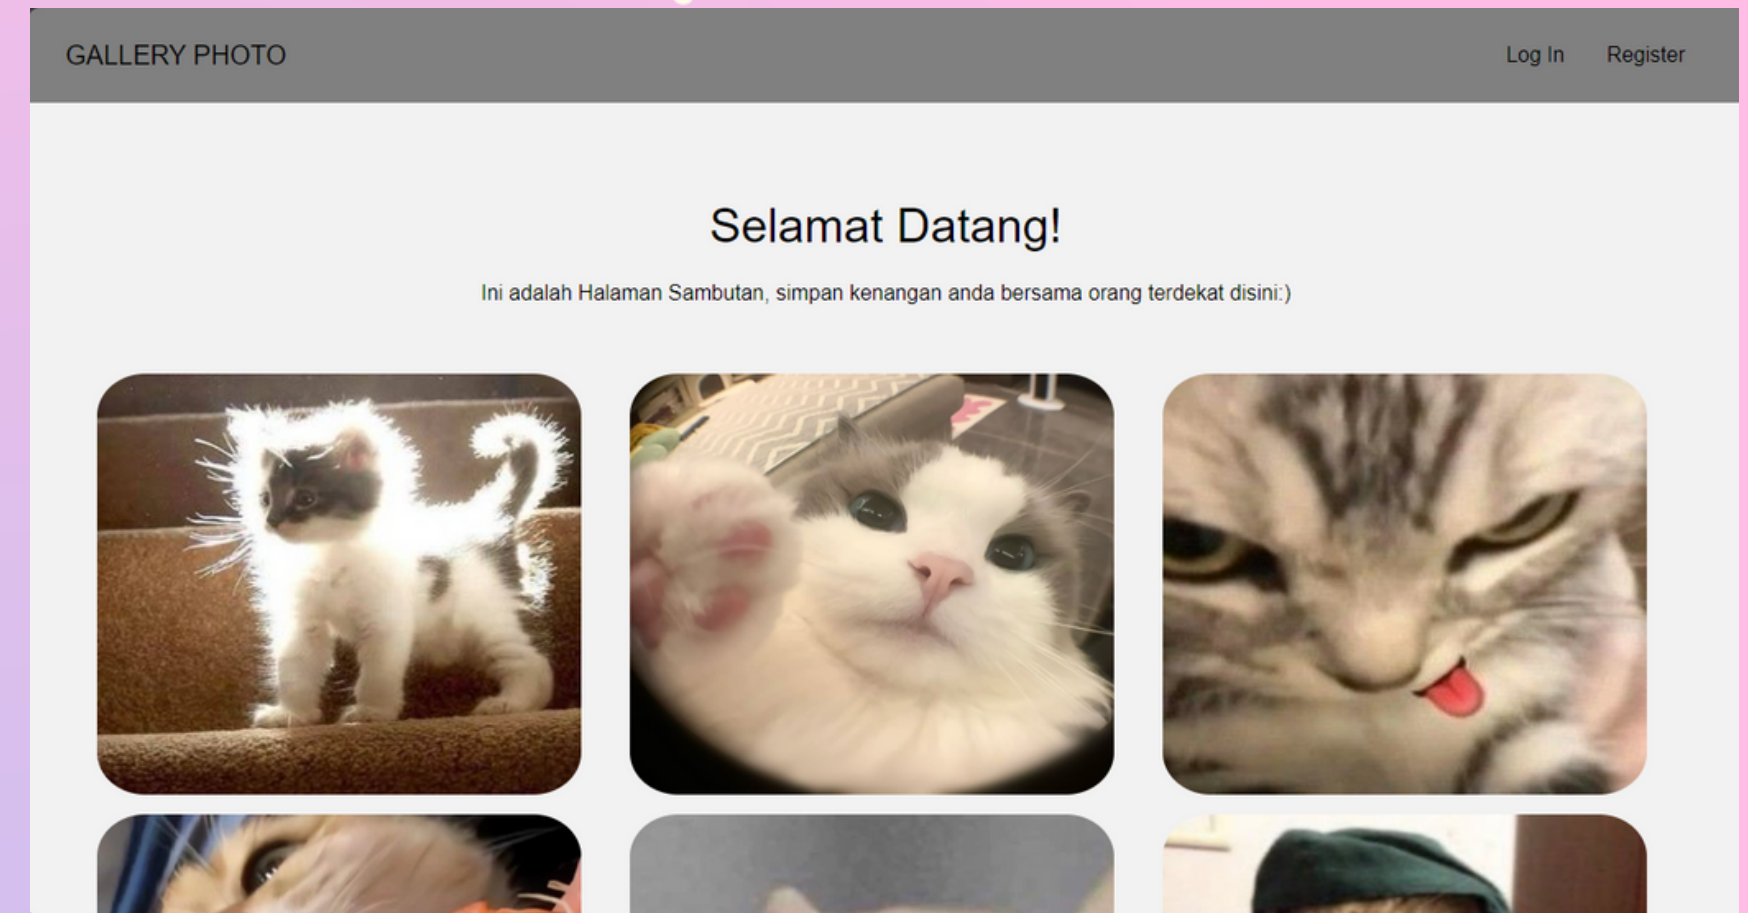 GALLERY PHOTO
Log In
Register
Selamat Datang!
Ini adalah Halaman Sambutan, simpan kenangan anda bersama orang terdekat disini:)